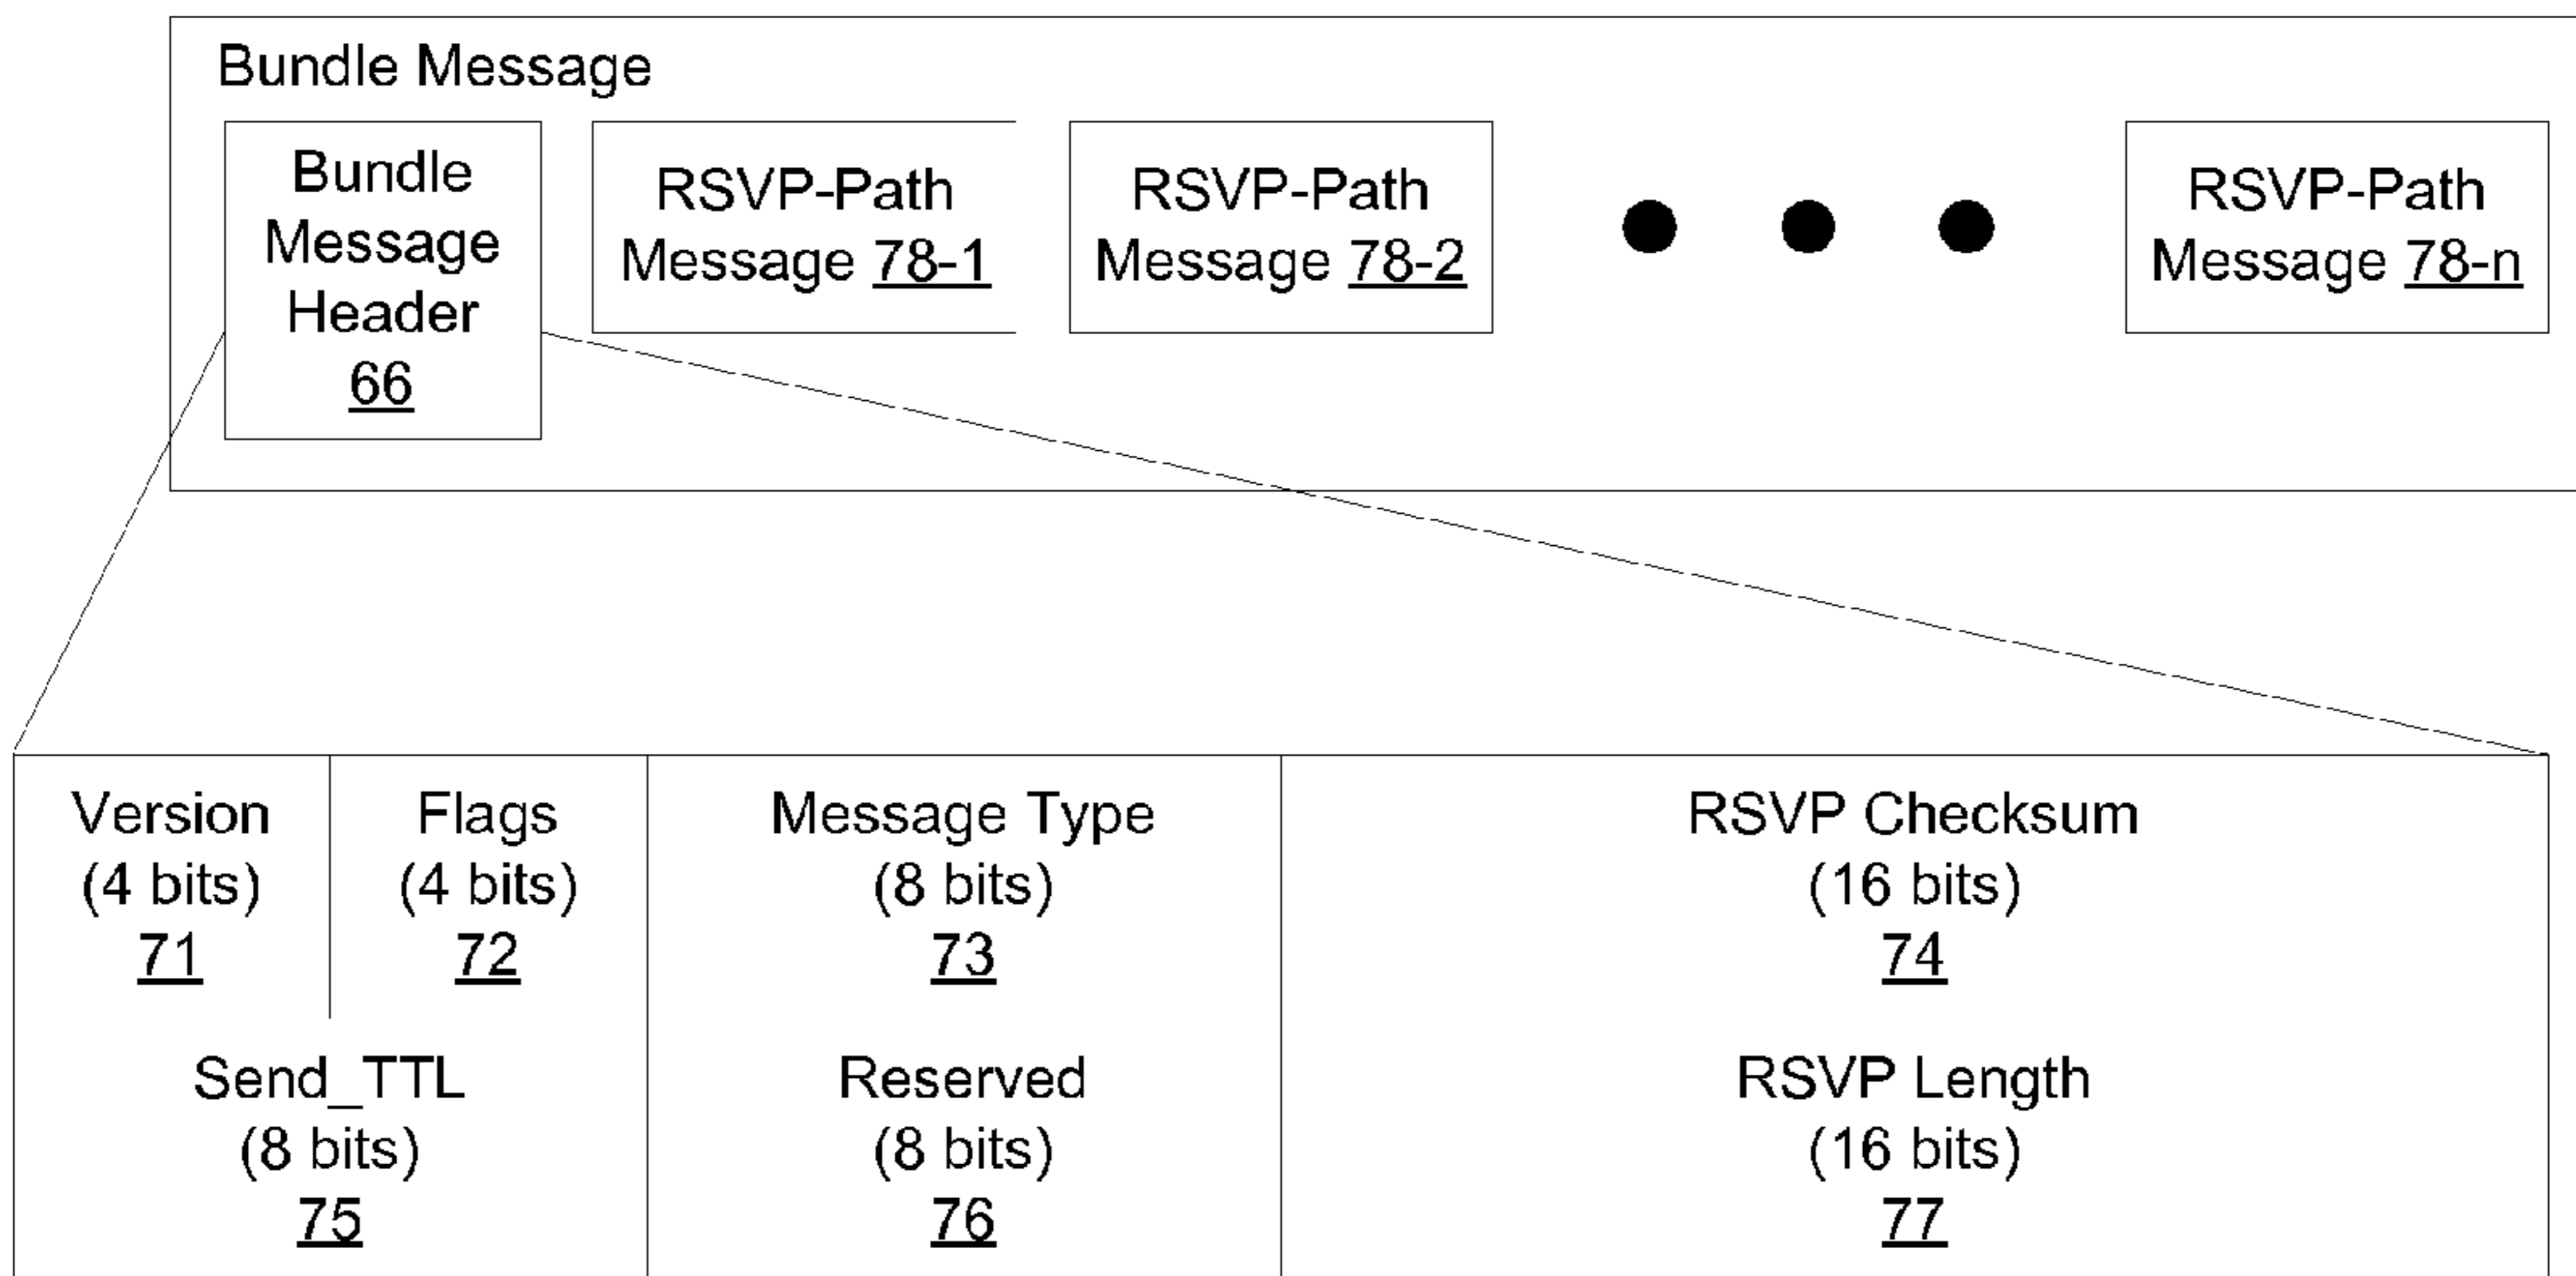 Bundle Message
Bundle
Message
Header
66
RSVP-Path
Message 78-1
RSVP-Path
Message 78-2
RSVP-Path
Message 78-n
Version
(4 bits)
71
Flags
(4 bits)
72
Message Type
(8 bits)
73
RSVP Checksum
(16 bits)
74
Send_TTL
(8 bits)
75
Reserved
(8 bits)
76
RSVP Length
(16 bits)
77